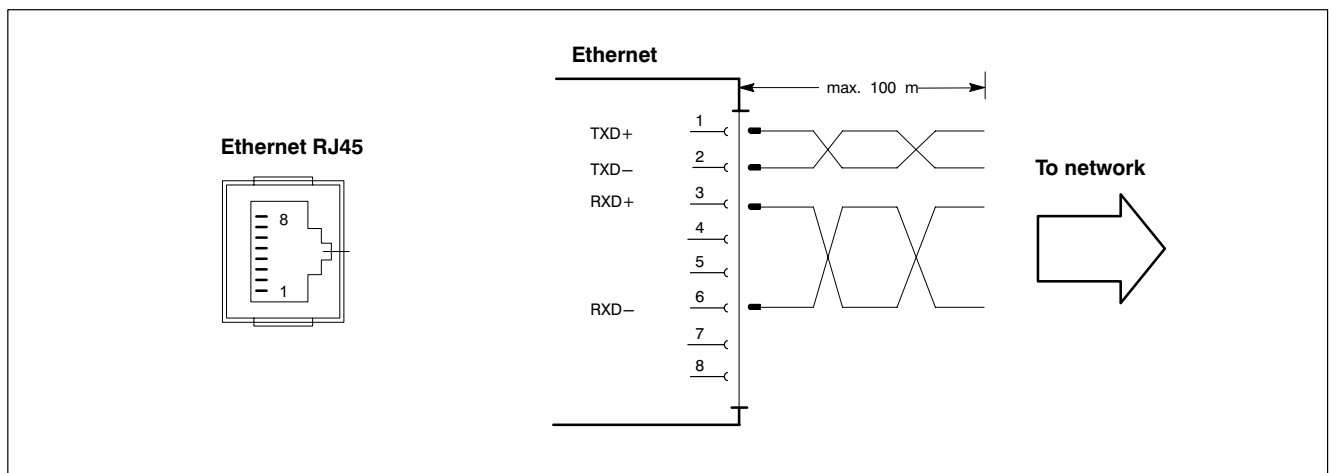 Ethernet
max. 100 m
Ethernet RJ45
8
1
TXD+ 1
TXD− 2
RXD+ 3
4
5
RXD− 6
7
8
To network